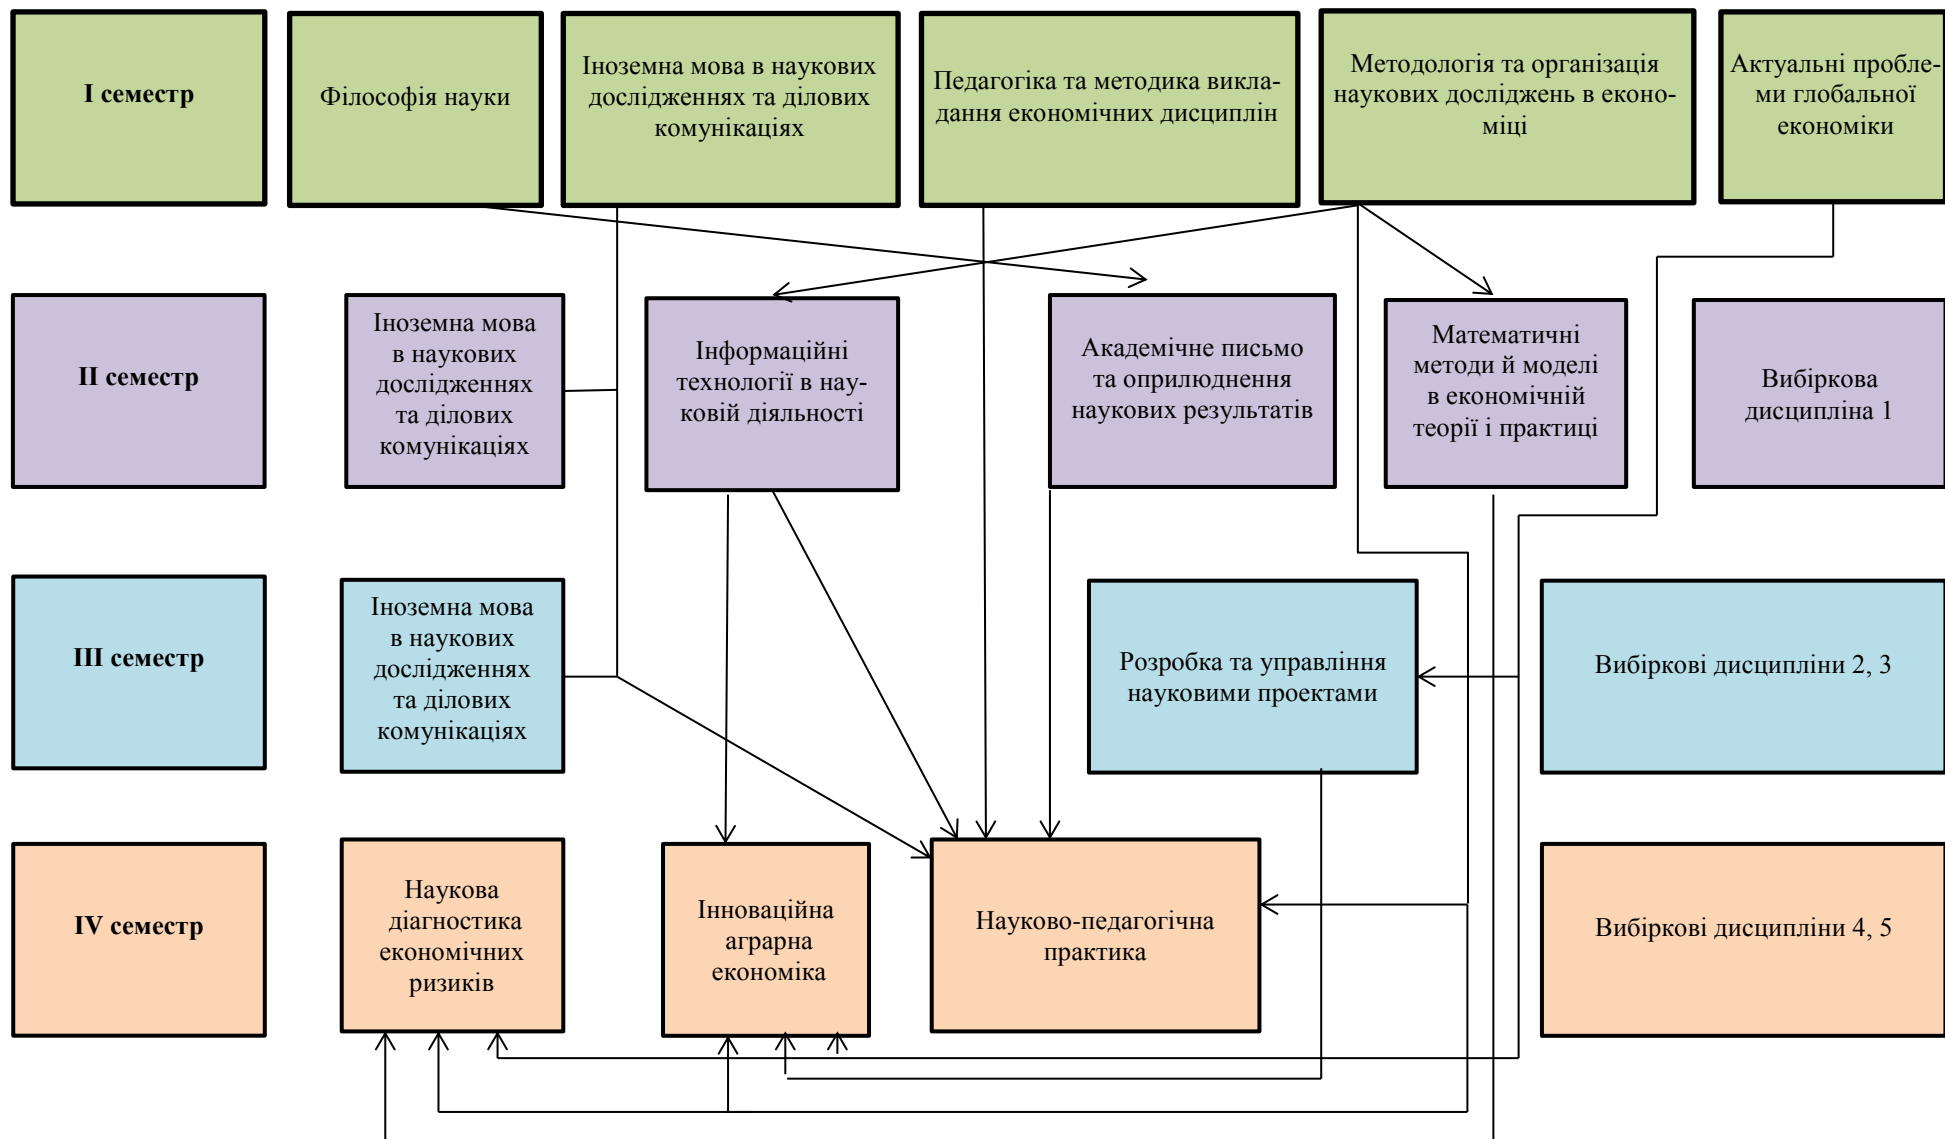 I семестр
Філософія науки
Іноземна мова в наукових
дослідженнях та ділових
комунікаціях
Педагогіка та методика викла-
дання економічних дисциплін
Методологія та організація
наукових досліджень в еконо-
міці
Актуальні пробле-
ми глобальної
економіки
II семестр
Іноземна мова
в наукових
дослідженнях
та ділових
комунікаціях
Інформаційні
технології в нау-
ковій діяльності
Академічне письмо
та оприлюднення
наукових результатів
Математичні
методи й моделі
в економічній
теорії і практиці
Вибіркова
дисципліна 1
III семестр
Іноземна мова
в наукових
дослідженнях
та ділових
комунікаціях
Розробка та управління
науковими проектами
Вибіркові дисципліни 2, 3
IV семестр
Наукова
діагностика
економічних
ризиків
Інноваційна
аграрна
економіка
Науково-педагогічна
практика
Вибіркові дисципліни 4, 5